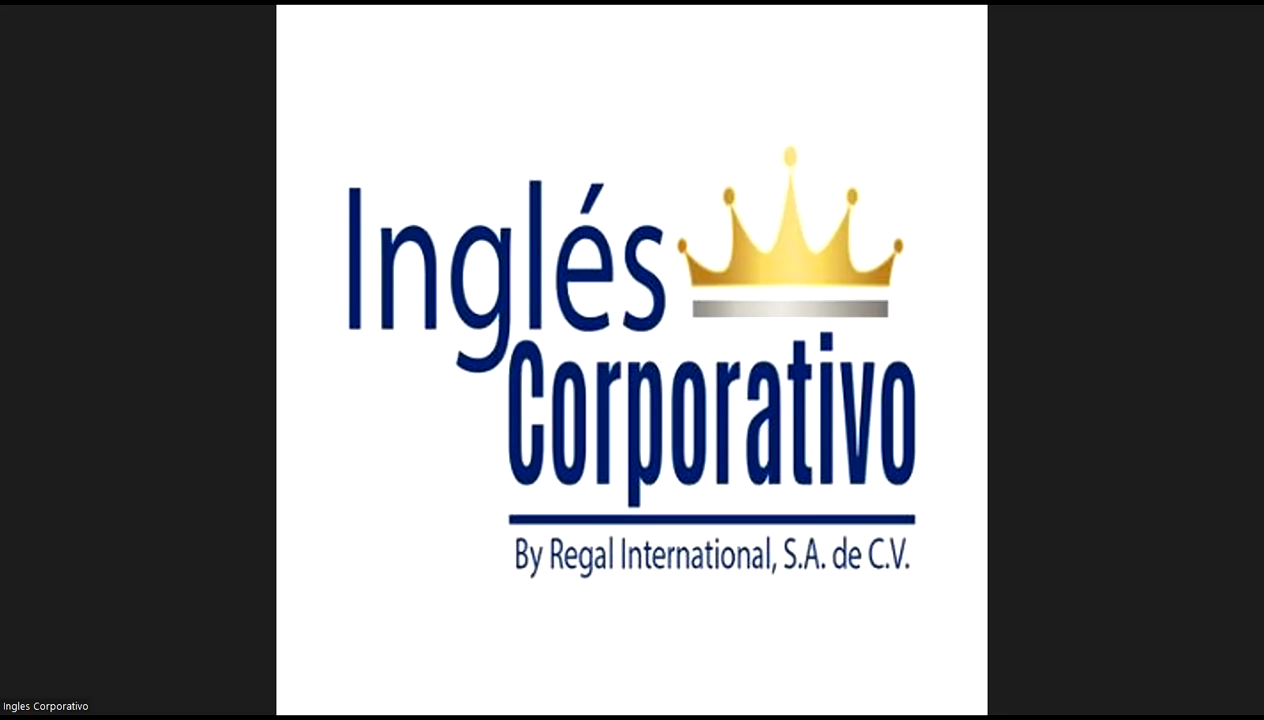 Inglés
Corporativo
By Regal International, S.A. de C.V.
Ingles Corporativo